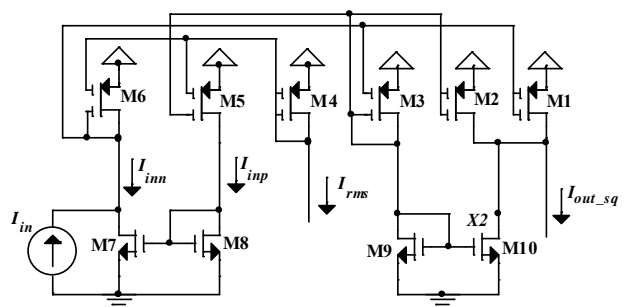 M6
M5
M4
M3
M2
M1
I_inn
I_inp
I_rms
I_out_sq
I_in
X2
M7
M8
M9
M10